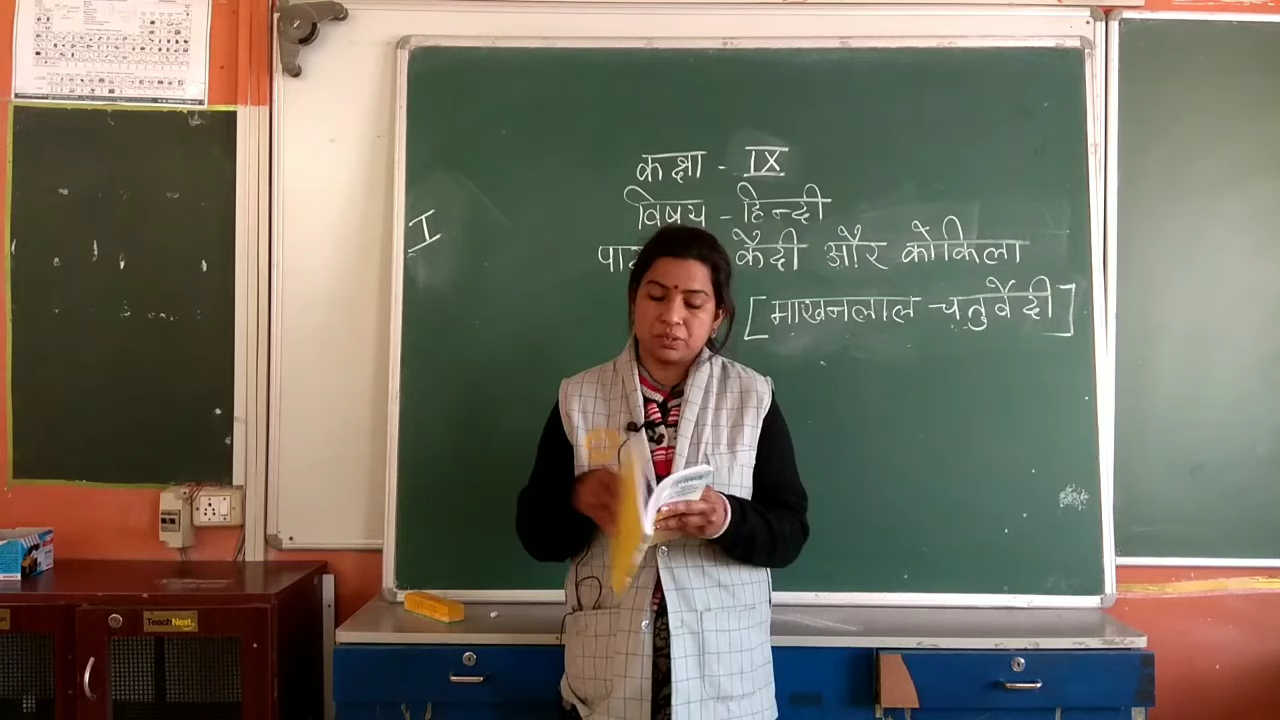 कक्षा - IX
विषय - हिन्दी
कैदी और कोकिला
[माखनलाल चतुर्वेदी]
I
TeachNext